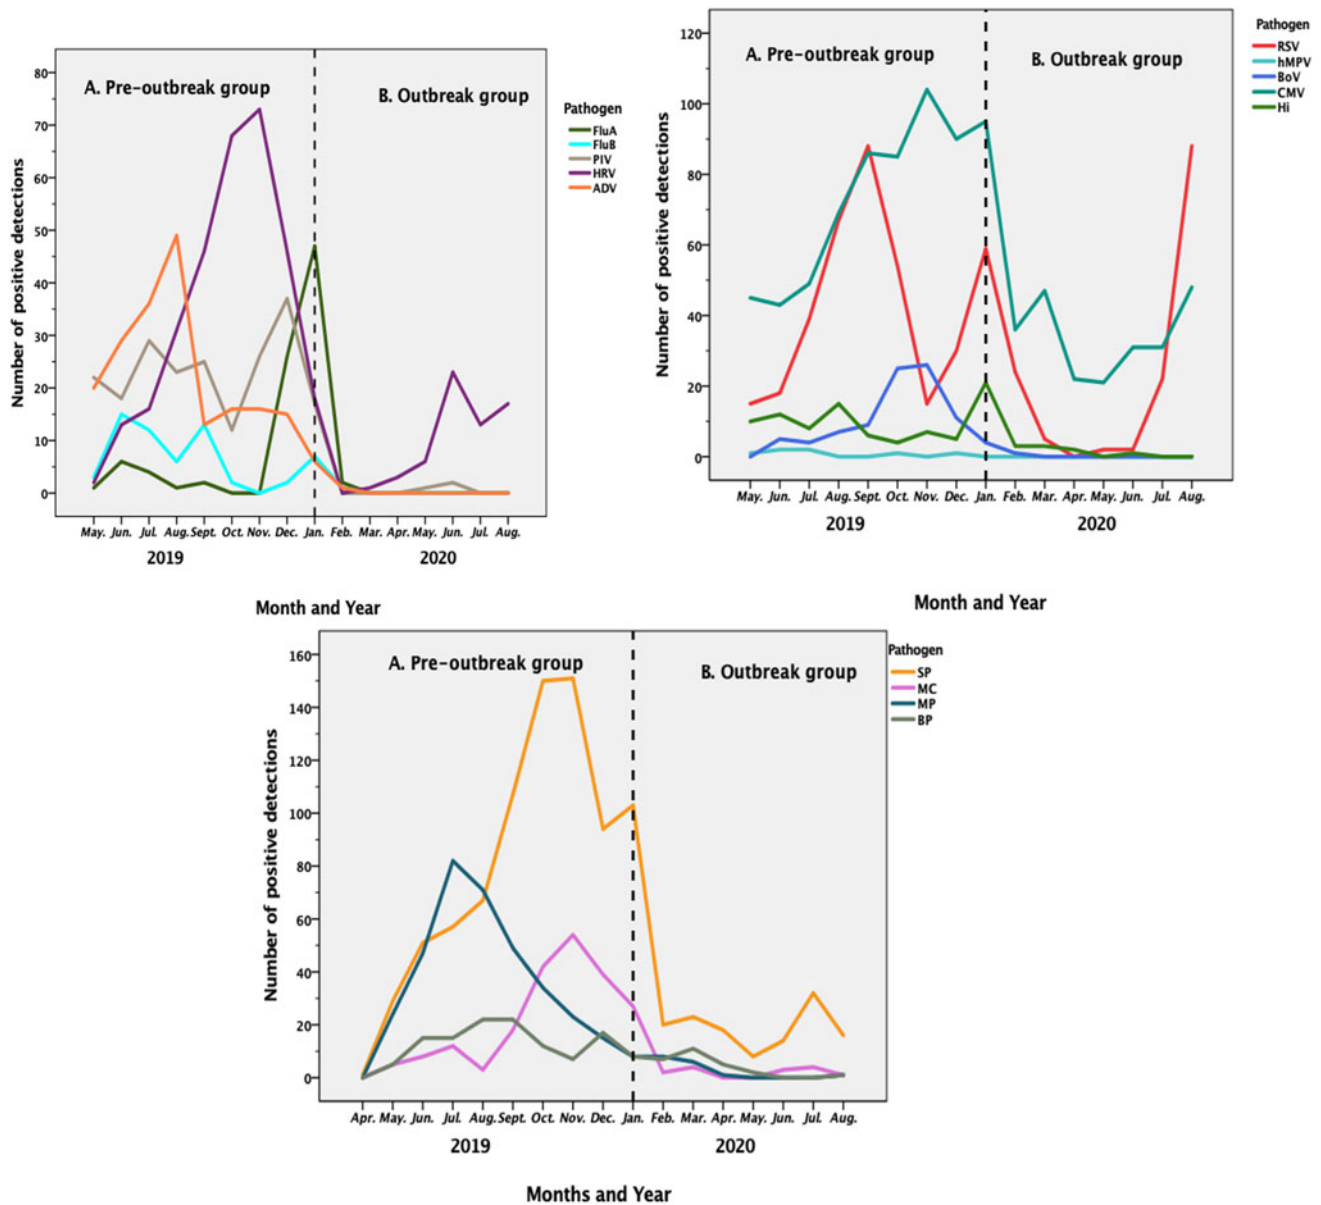 A. Pre-outbreak group
B. Outbreak group
Number of positive detections
80
70
60
50
40
30
20
10
0
May. Jun. Jul. Aug. Sept. Oct. Nov. Dec. Jan. Feb. Mar. Apr. May. Jun. Jul. Aug.
2019 2020
Month and Year
Pathogen
FluA
FluB
PIV
HRV
ADV
A. Pre-outbreak group
B. Outbreak group
Number of positive detections
120
100
80
60
40
20
0
May. Jun. Jul. Aug. Sept. Oct. Nov. Dec. Jan. Feb. Mar. Apr. May. Jun. Jul. Aug.
2019 2020
Month and Year
Pathogen
RSV
hMPV
BoV
CMV
Hi
A. Pre-outbreak group
B. Outbreak group
Number of positive detections
160
140
120
100
80
60
40
20
0
Apr. May. Jun. Jul. Aug. Sept. Oct. Nov. Dec. Jan. Feb. Mar. Apr. May. Jun. Jul. Aug.
2019 2020
Months and Year
Pathogen
SP
MC
MP
BP